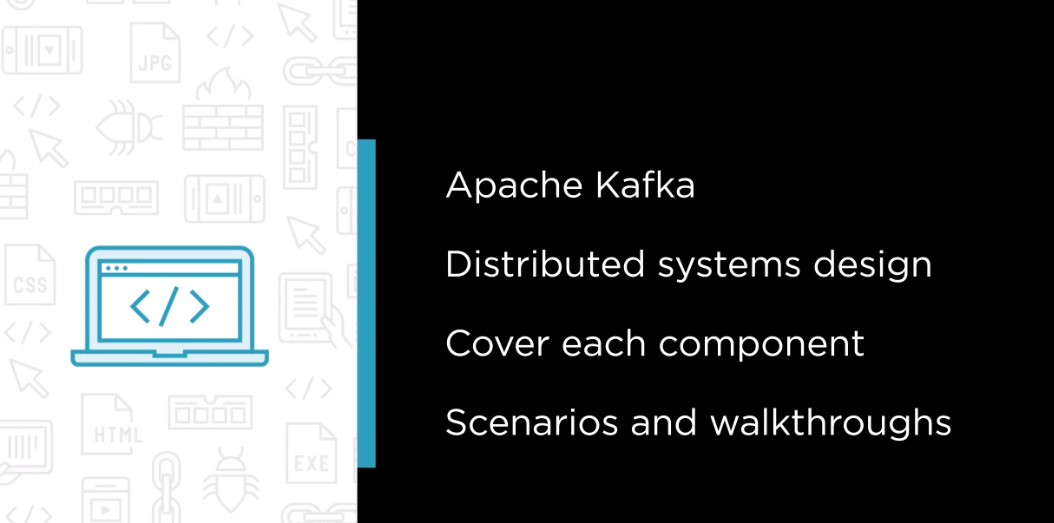 JPG
CSS
HTML
EXE
</>
</>
</>
</>
</>
</>
Apache Kafka
Distributed systems design
Cover each component
Scenarios and walkthroughs